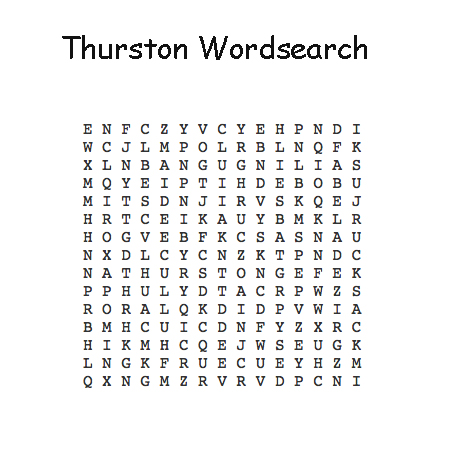 Thurston Wordsearch
E N F C Z Y V C Y E H P N D I
W C J L M P O L R B L N Q F K
X L N B A N G U G N I L I A S
M Q Y E I P T I H D E B O B U
M I T S D N J I R V S K Q E J
H R T C E I K A U Y B M K L R
H O G V E B F K C S A S N A U
N X D L C Y C N Z K T P N D C
N A T H U R S T O N G E F E K
P P H U L Y D T A C R P W Z S
R O R A L Q K D I D P V W I A
B M H C U I C D N F Y Z X R C
H I K M H C Q E J W S E U G K
L N G K F R U E C U E Y H Z M
Q X N G M Z R V R V D P C N I